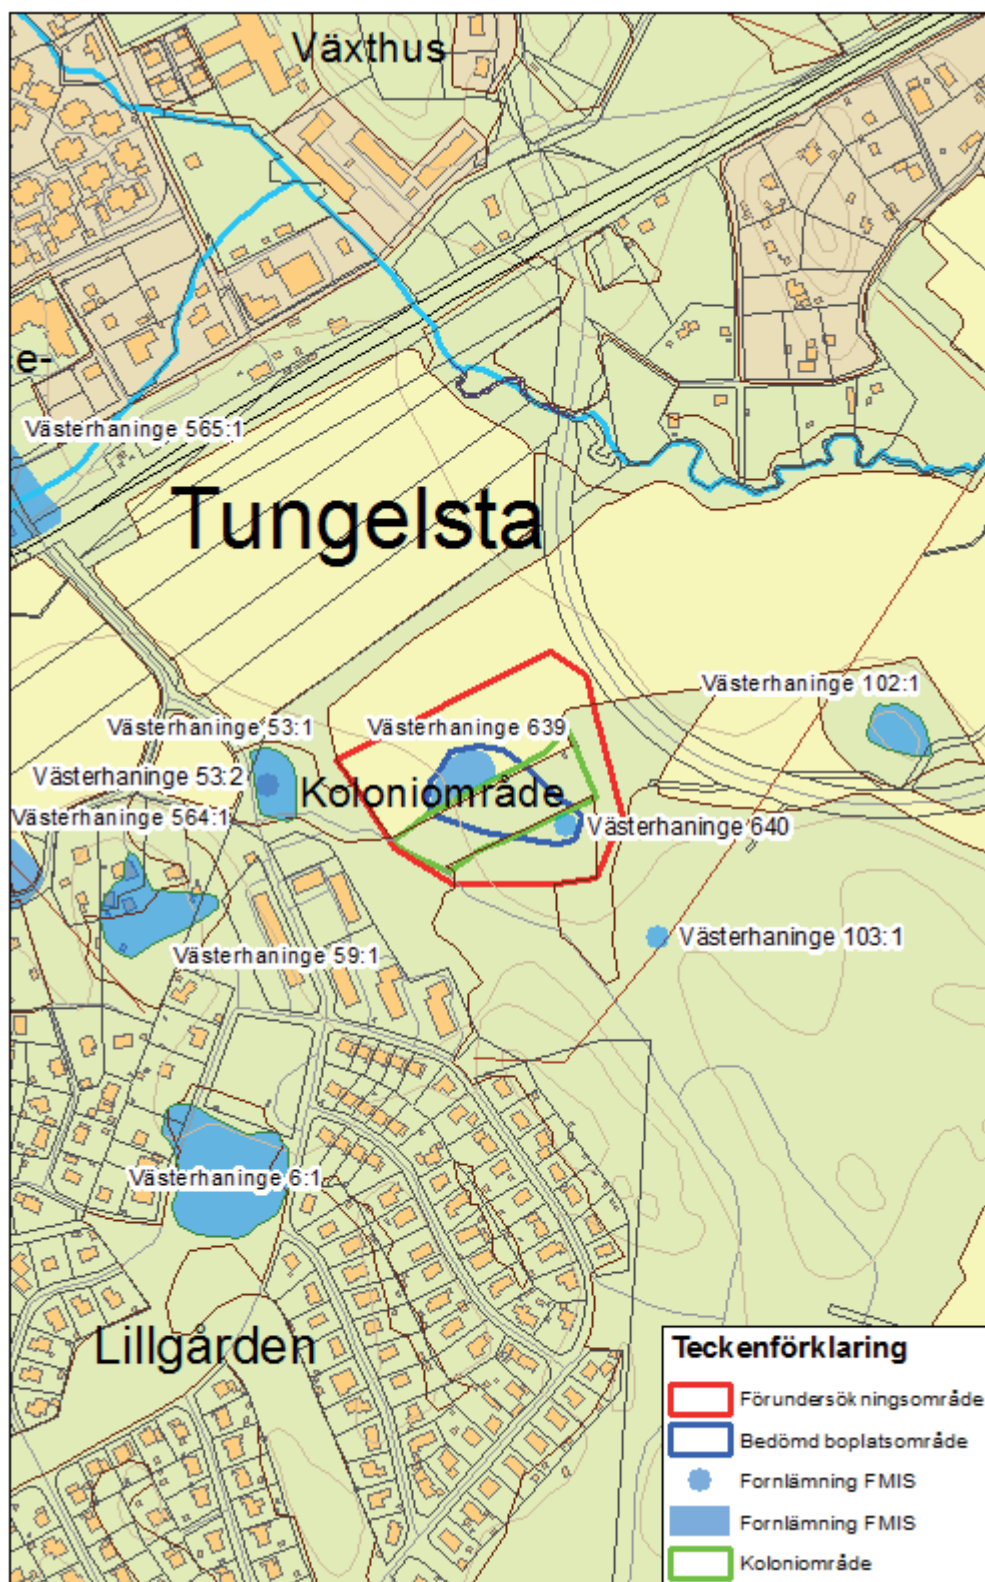 Växthus
e-
Västerhaninge 565:1
Tungelsta
Västerhaninge 102:1
Västerhaninge 53:1
Västerhaninge 639
Västerhaninge 53:2
Koloniområde
Västerhaninge 564:1
Västerhaninge 640
Västerhaninge 103:1
Västerhaninge 59:1
Västerhaninge 6:1
Lillgården
Teckenförklaring
Förundersökningsområde
Bedömd boplatsområde
Fornlämning FMIS
Fornlämning FMIS
Koloniområde